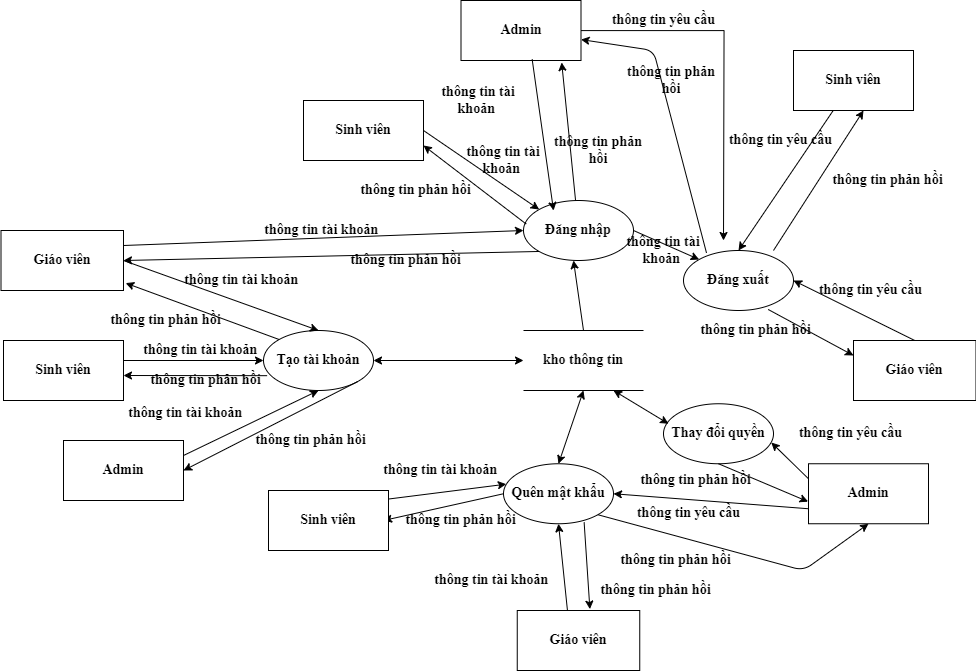 Admin
thông tin yêu cầu
thông tin phản
hồi
Sinh viên
thông tin tài
khoản
Sinh viên
thông tin phản
hồi
thông tin yêu cầu
thông tin tài
khoản
thông tin phản hồi
thông tin phản hồi
thông tin tài khoản
Đăng nhập
thông tin tài
khoản
Giáo viên
thông tin phản hồi
thông tin tài khoản
Đăng xuất
thông tin yêu cầu
thông tin phản hồi
thông tin phản hồi
thông tin tài khoản
Tạo tài khoản
kho thông tin
Sinh viên
thông tin phản hồi
Giáo viên
thông tin tài khoản
thông tin phản hồi
Thay đổi quyền
thông tin yêu cầu
Admin
thông tin tài khoản
thông tin phản hồi
Quên mật khẩu
Admin
Sinh viên
thông tin phản hồi
thông tin yêu cầu
thông tin phản hồi
thông tin tài khoản
thông tin phản hồi
Giáo viên